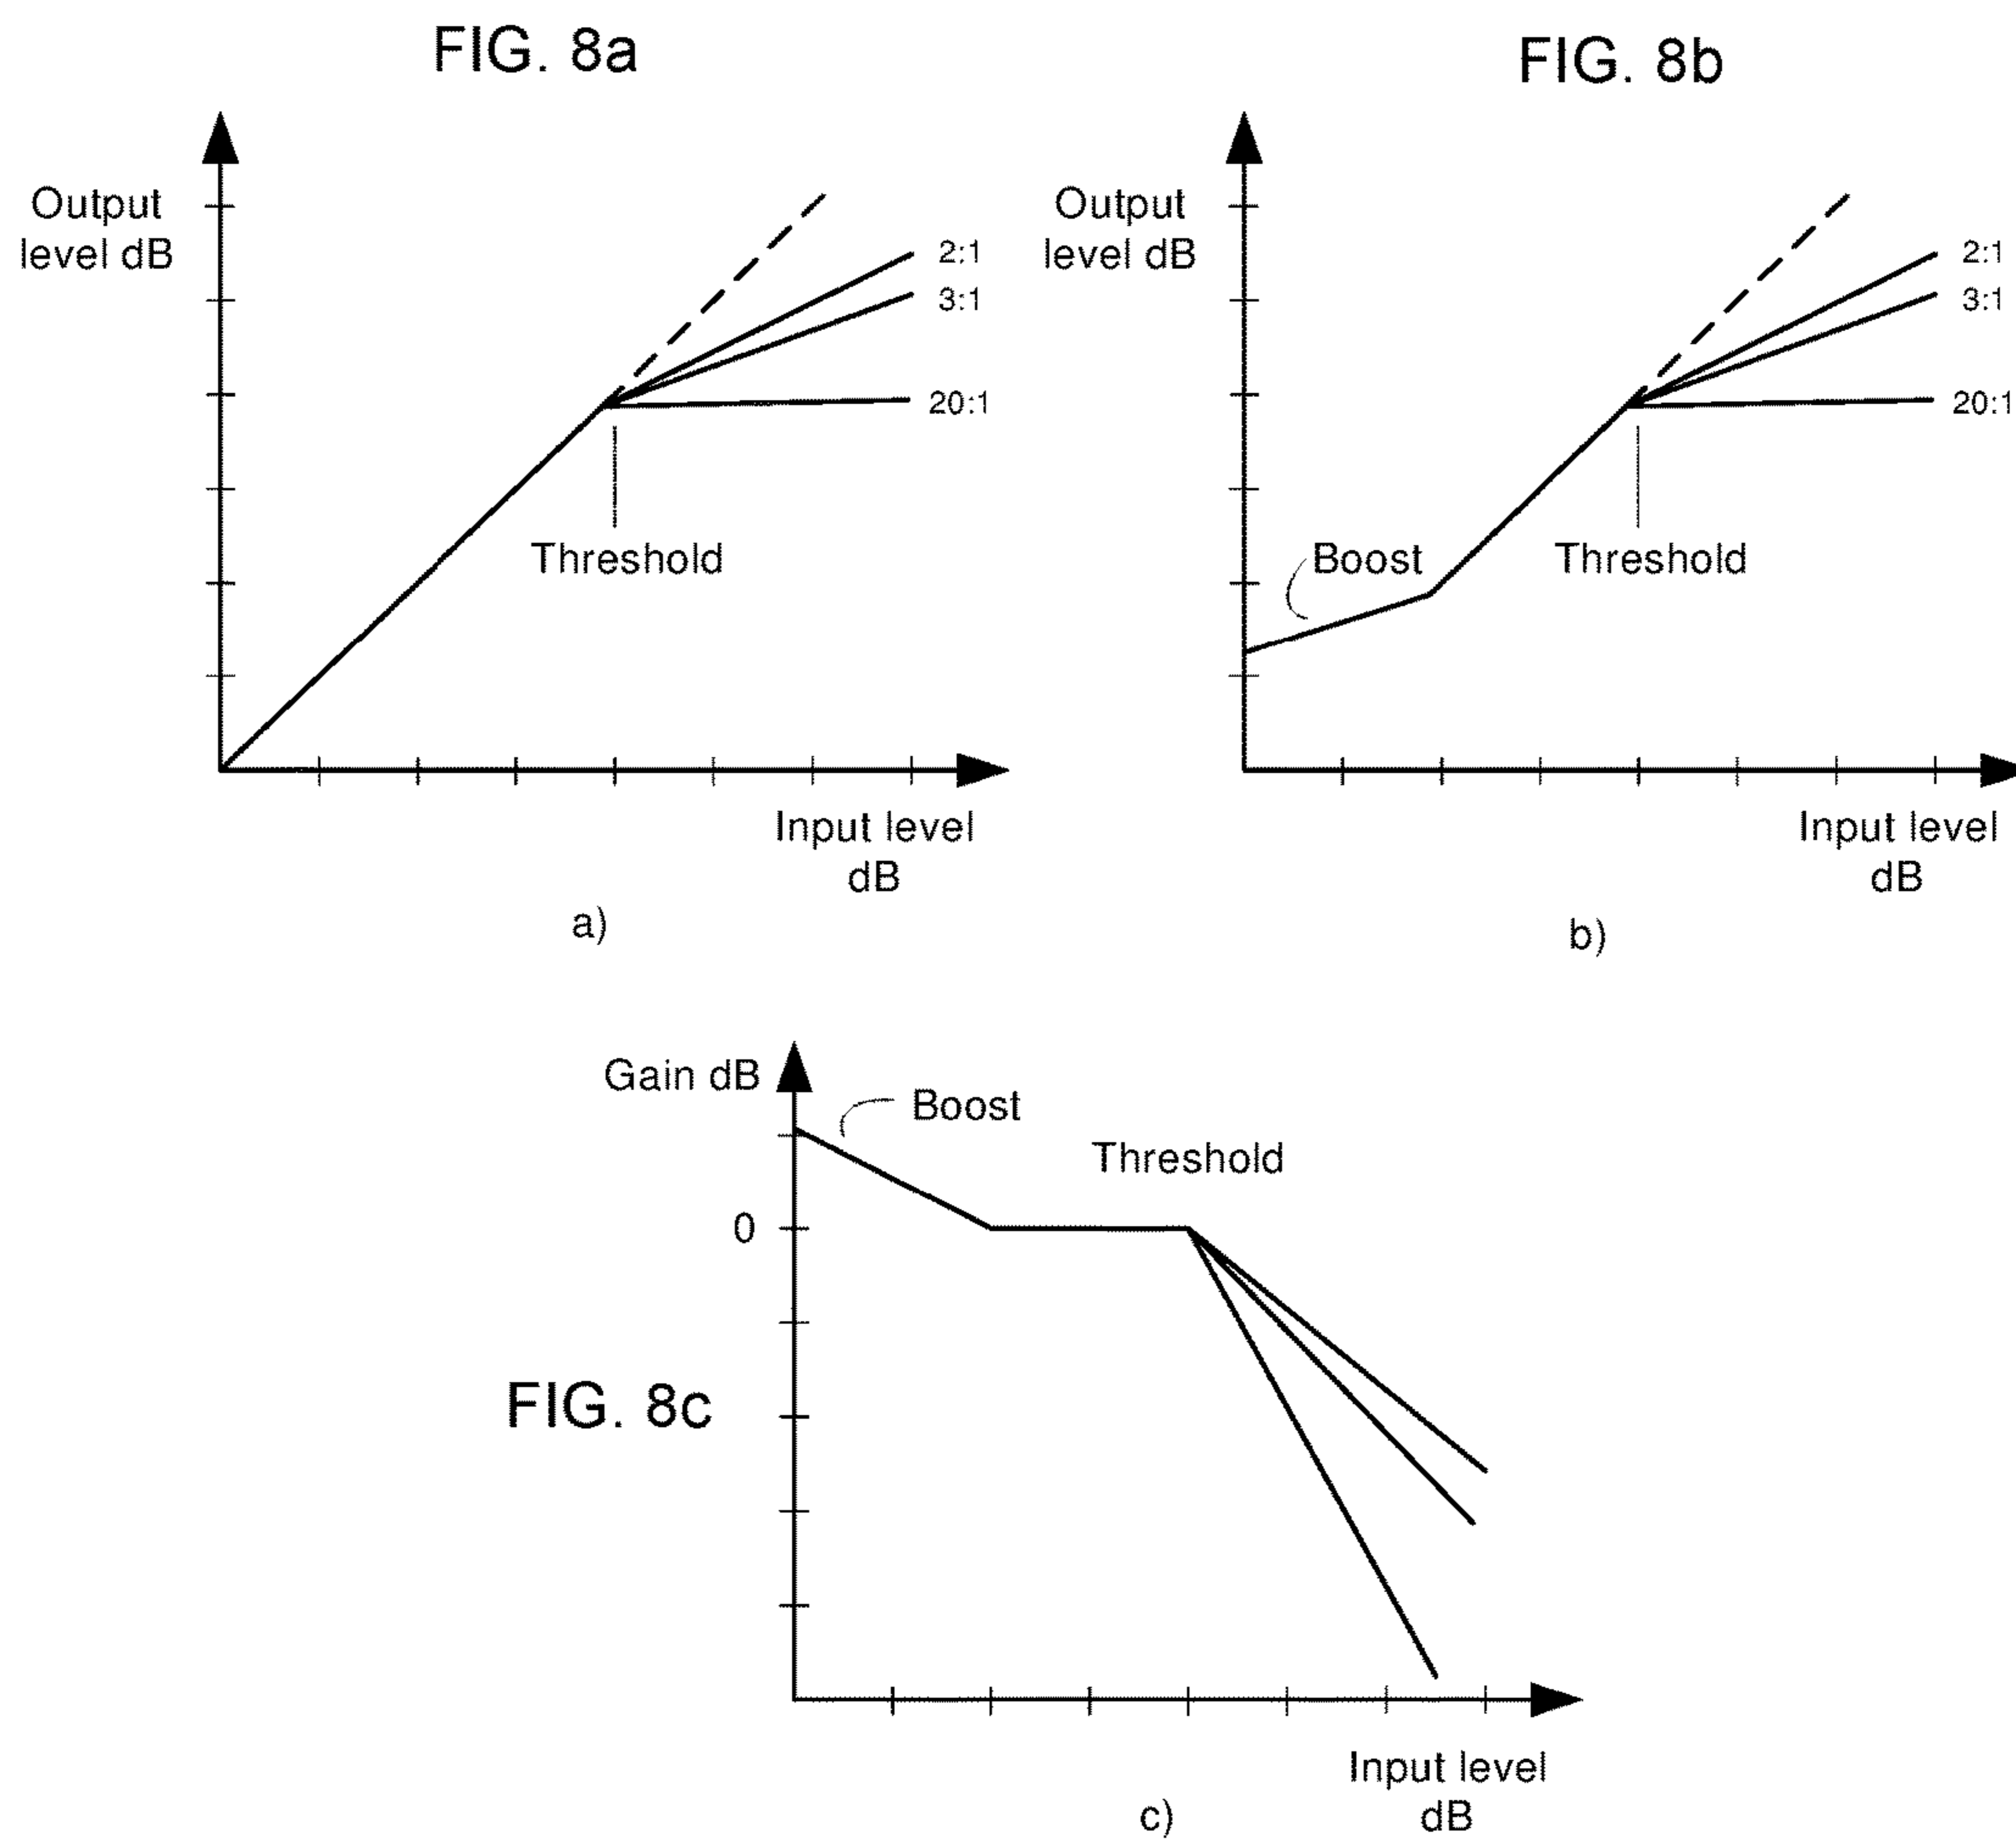 FIG. 8a
Output
level dB
2:1
3:1
20:1
Threshold
Input level
dB
a)
FIG. 8b
Output
level dB
2:1
3:1
20:1
Boost
Threshold
Input level
dB
b)
Gain dB
Boost
Threshold
0
FIG. 8c
Input level
dB
c)